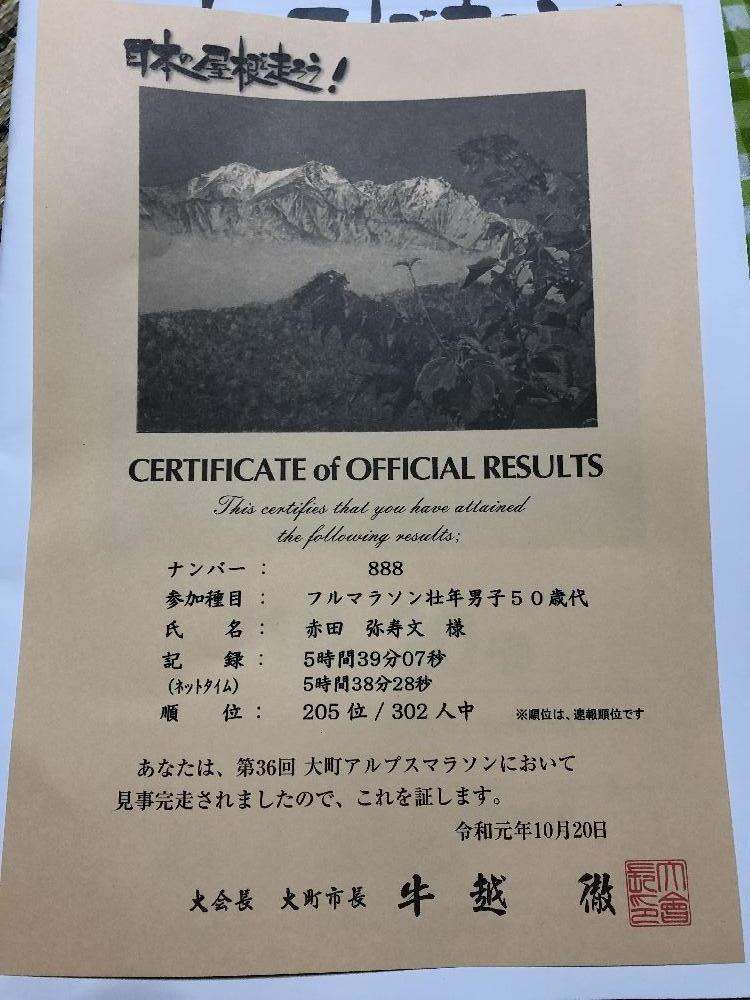 日本の屋根を走ろう!
CERTIFICATE of OFFICIAL RESULTS
This certifies that you have attained
the following results;
ナンバー： 888
参加種目： フルマラソン壮年男子５０歳代
氏　　名： 赤田　弥寿文　様
記　　録： 5時間39分07秒
(ネットタイム) 5時間38分28秒
順　　位： 205 位 / 302 人中 ※順位は、速報順位です
あなたは、第36回 大町アルプスマラソンにおいて
見事完走されましたので、これを証します。
令和元年10月20日
大会長　大町市長　牛　越　　徹
大會長印